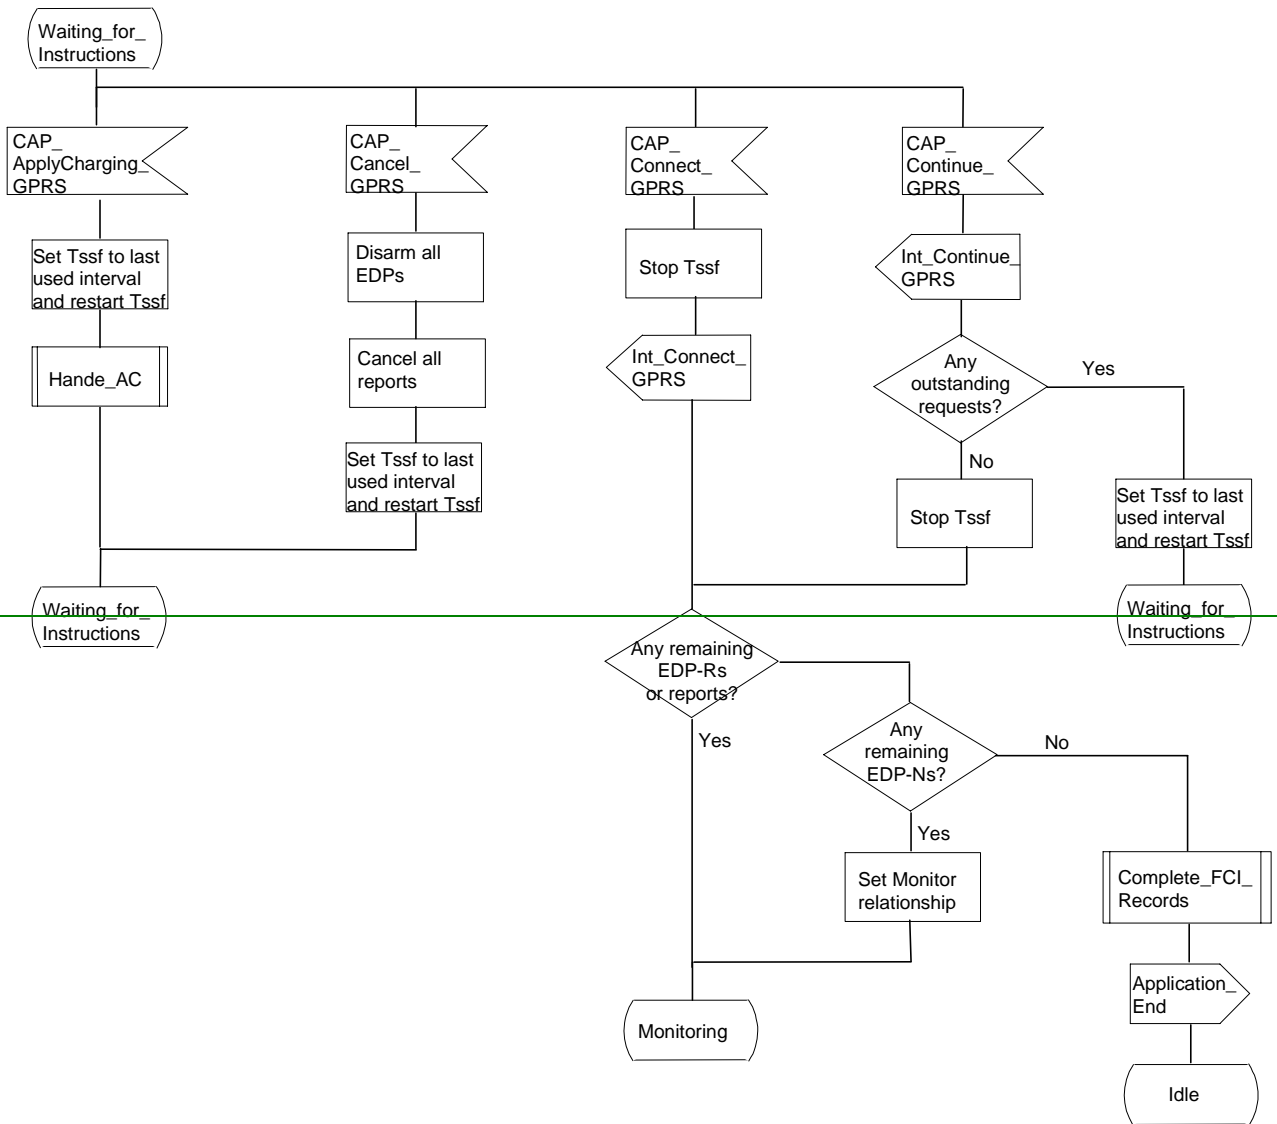 Waiting_for_
Instructions
CAP_
ApplyCharging_
GPRS
CAP_
Cancel_
GPRS
CAP_
Connect_
GPRS
CAP_
Continue_
GPRS
Set Tssf to last
used interval
and restart Tssf
Disarm all
EDPs
Stop Tssf
Int_Continue_
GPRS
Hande_AC
Cancel all
reports
Int_Connect_
GPRS
Any
outstanding
requests?
Yes
No
Set Tssf to last
used interval
and restart Tssf
Stop Tssf
Set Tssf to last
used interval
and restart Tssf
Waiting_for_
Instructions
Waiting_for_
Instructions
Any remaining
EDP-Rs
or reports?
Yes
Any
remaining
EDP-Ns?
No
Yes
Set Monitor
relationship
Complete_FCI_
Records
Application_
End
Monitoring
Idle